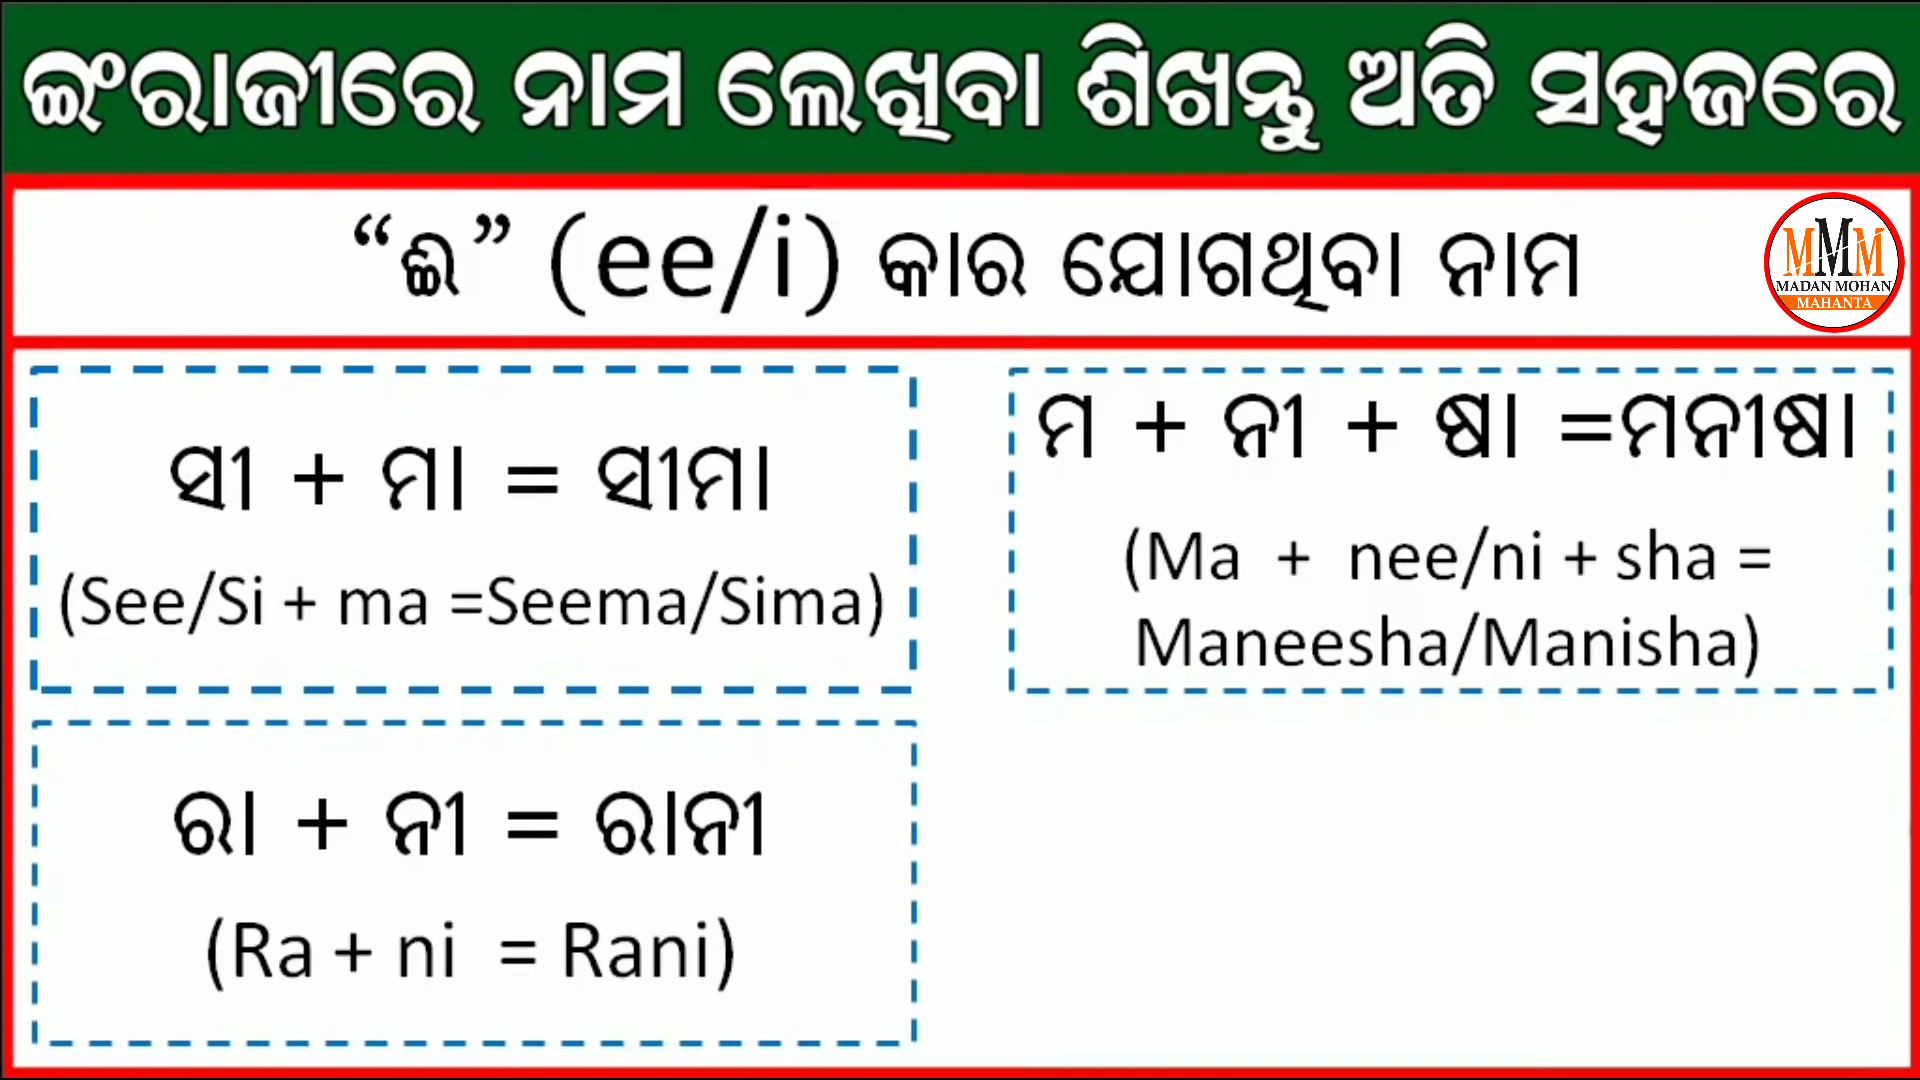 ଇଂରାଜୀରେ ନାମ ଲେଖିବା ଶିଖନ୍ତୁ ଅତି ସହଜରେ
“ଈ” (ee/i) କାର ଯୋଗଥିବା ନାମ
MMM
MADAN MOHAN
MAHANTA
ସୀ + ମା = ସୀମା
(See/Si + ma =Seema/Sima)
ମ + ନୀ + ଷା =ମନୀଷା
(Ma + nee/ni + sha =
Maneesha/Manisha)
ରା + ନୀ = ରାନୀ
(Ra + ni = Rani)